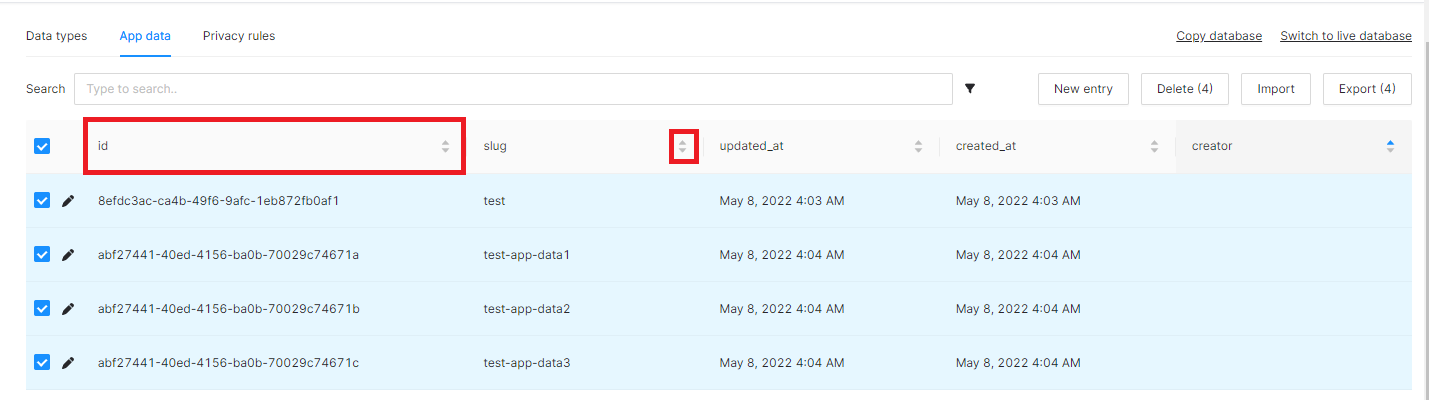 Data types App data Privacy rules Copy database Switch to live database
Search Type to search.. New entry Delete (4) Import Export (4)
id slug updated_at created_at creator
8efdc3ac-ca4b-49f6-9afc-1eb872fb0af1 test May 8, 2022 4:03 AM May 8, 2022 4:03 AM
abf27441-40ed-4156-ba0b-70029c74671a test-app-data1 May 8, 2022 4:04 AM May 8, 2022 4:04 AM
abf27441-40ed-4156-ba0b-70029c74671b test-app-data2 May 8, 2022 4:04 AM May 8, 2022 4:04 AM
abf27441-40ed-4156-ba0b-70029c74671c test-app-data3 May 8, 2022 4:04 AM May 8, 2022 4:04 AM